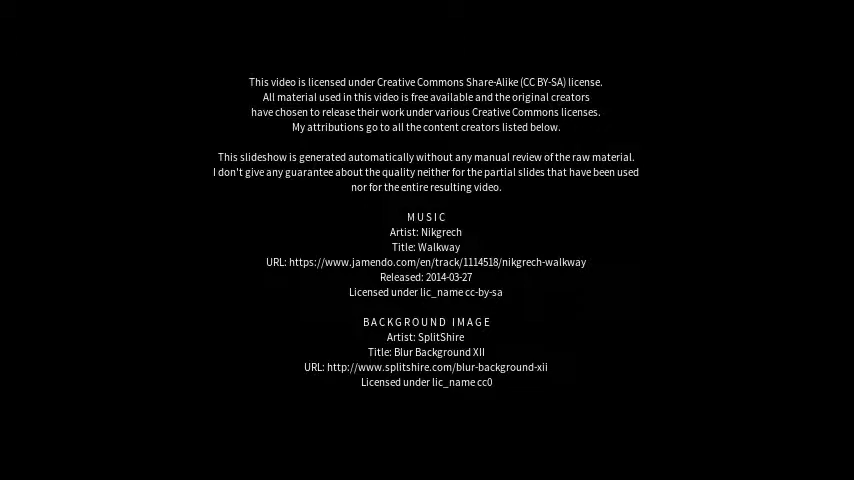 This video is licensed under Creative Commons Share-Alike (CC BY-SA) license.
All material used in this video is free available and the original creators
have chosen to release their work under various Creative Commons licenses.
My attributions go to all the content creators listed below.
This slideshow is generated automatically without any manual review of the raw material.
I don't give any guarantee about the quality neither for the partial slides that have been used
nor for the entire resulting video.
MUSIC
Artist: Nikgrech
Title: Walkway
URL: https://www.jamendo.com/en/track/1114518/nikgrech-walkway
Released: 2014-03-27
Licensed under lic_name cc-by-sa
BACKGROUND IMAGE
Artist: SplitShire
Title: Blur Background XII
URL: http://www.splitshire.com/blur-background-xii
Licensed under lic_name cc0